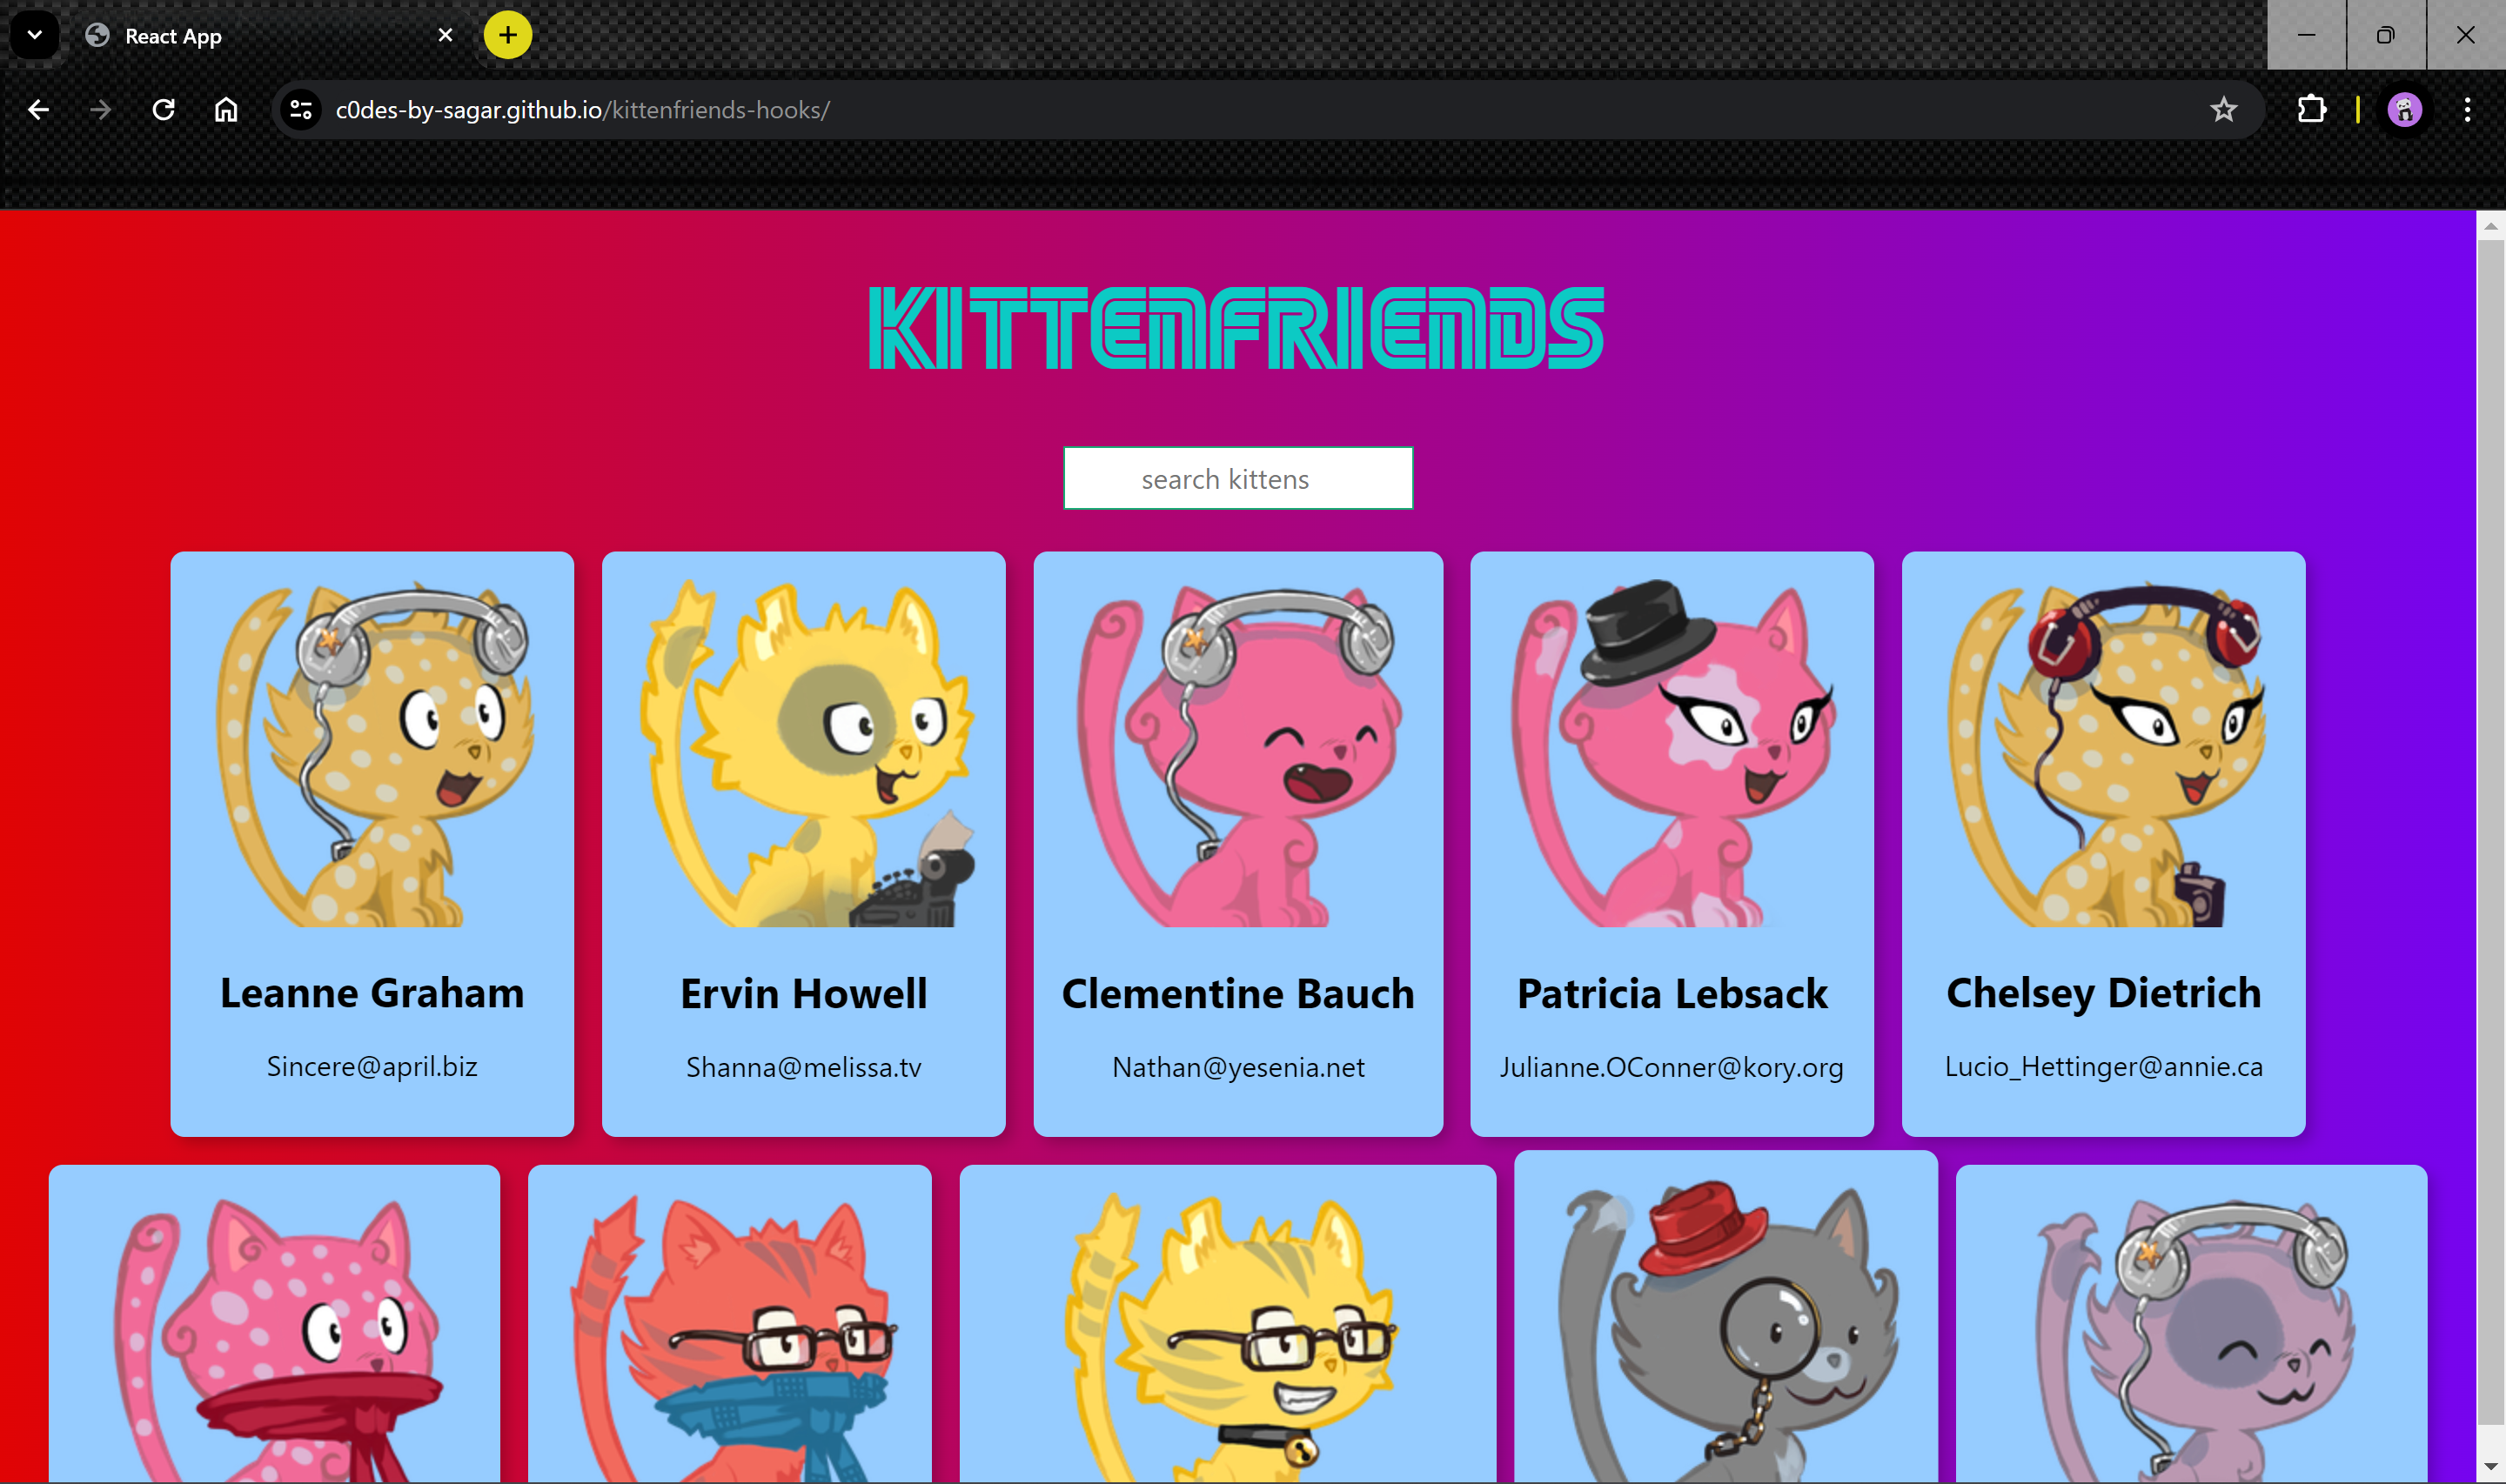 React App
c0des-by-sagar.github.io/kittenfriends-hooks/
KITTENFRIENDS
search kittens
Leanne Graham
Sincere@april.biz
Ervin Howell
Shanna@melissa.tv
Clementine Bauch
Nathan@yesenia.net
Patricia Lebsack
Julianne.OConner@kory.org
Chelsey Dietrich
Lucio_Hettinger@annie.ca